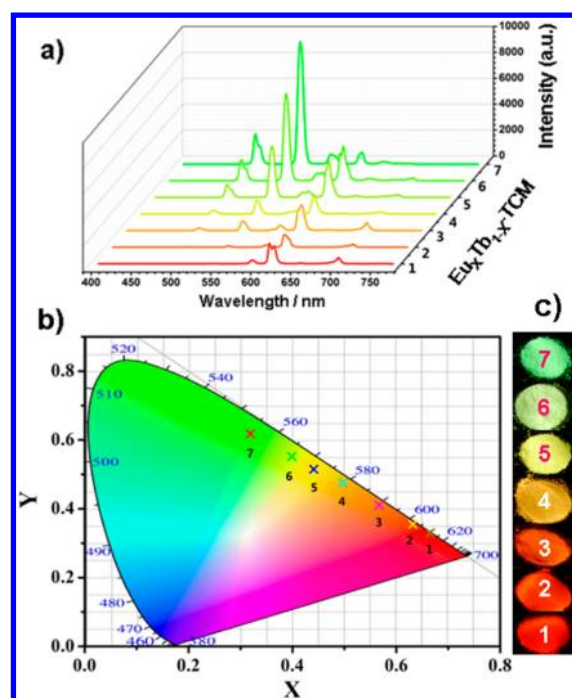 a)
10000
8000
6000
4000
2000
0
Intensity (a.u.)
1 2 3 4 5 6 7
EuₓTb₁₋ₓ-TCM
400 450 500 550 600 650 700 750
Wavelength / nm
b)
c)
0.8
0.6
0.4
0.2
0.0
Y
520
540
510
560
500
580
600
620
700
490
480
470
460
380
7 6 5 4 3 2 1
0.0 0.2 0.4 0.6 0.8
X
7
6
5
4
3
2
1